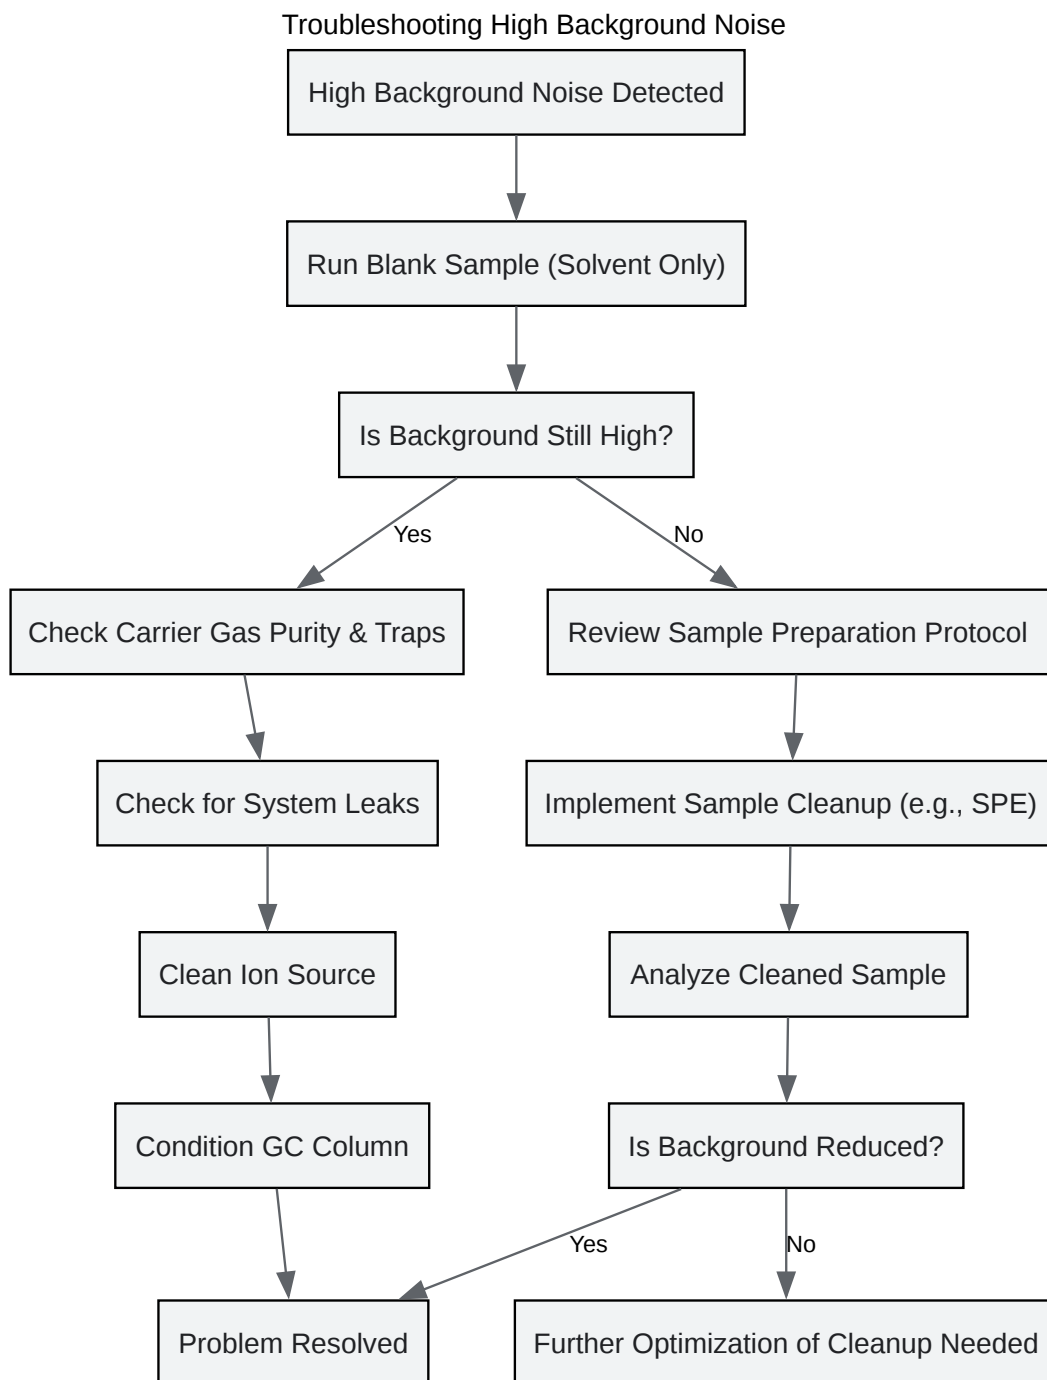 Troubleshooting High Background Noise
High Background Noise Detected
Run Blank Sample (Solvent Only)
Is Background Still High?
Yes
No
Check Carrier Gas Purity & Traps
Review Sample Preparation Protocol
Check for System Leaks
Implement Sample Cleanup (e.g., SPE)
Clean Ion Source
Analyze Cleaned Sample
Condition GC Column
Is Background Reduced?
Yes
No
Problem Resolved
Further Optimization of Cleanup Needed